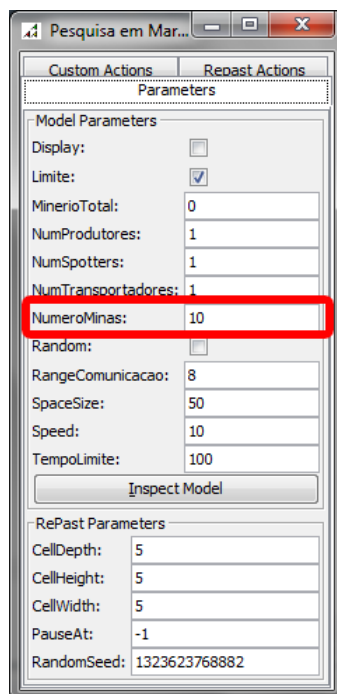 Pesquisa em Mar...
Custom Actions Repast Actions
Parameters
Model Parameters
Display:
Limite:
MinerioTotal: 0
NumProdutores: 1
NumSpotters: 1
NumTransportadores: 1
NumeroMinas: 10
Random:
RangeComunicacao: 8
SpaceSize: 50
Speed: 10
TempoLimite: 100
Inspect Model
RePast Parameters
CellDepth: 5
CellHeight: 5
CellWidth: 5
PauseAt: -1
RandomSeed: 1323623768882